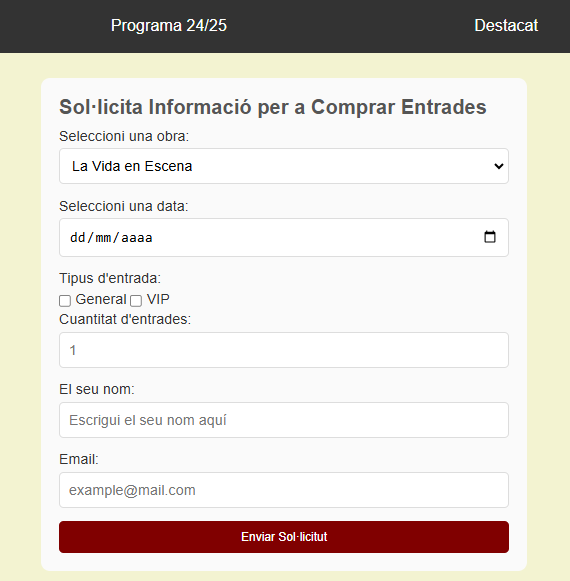 Programa 24/25 Destacat
Sol·licita Informació per a Comprar Entrades
Seleccioni una obra:
La Vida en Escena
Seleccioni una data:
dd/mm/aaaa
Tipus d'entrada:
General VIP
Cuantitat d'entrades:
1
El seu nom:
Escrigui el seu nom aquí
Email:
example@mail.com
Enviar Sol·licitut